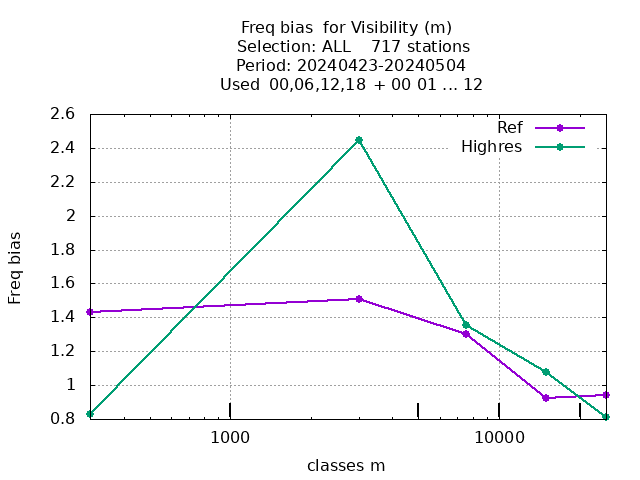 Freq bias  for Visibility (m)
Selection: ALL    717 stations
Period: 20240423-20240504
Used  00,06,12,18  + 00 01 ... 12
Ref
Highres
2.6
2.4
2.2
2
1.8
1.6
1.4
1.2
1
0.8
Freq bias
1000
10000
classes m